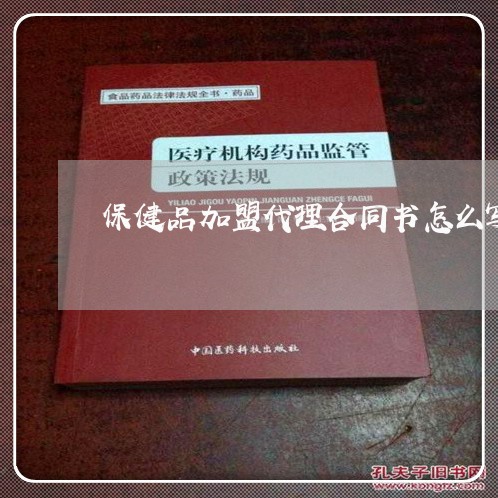 食品药品法律法规全书·药品
医疗机构药品监管
政策法规
YILIAO JIGOU YAOPIN JIANGUAN ZHENGCE FAGUI
保健品加盟代理合同书怎么
中国医药科技出版社
孔夫子旧书网
www.kongfz.com